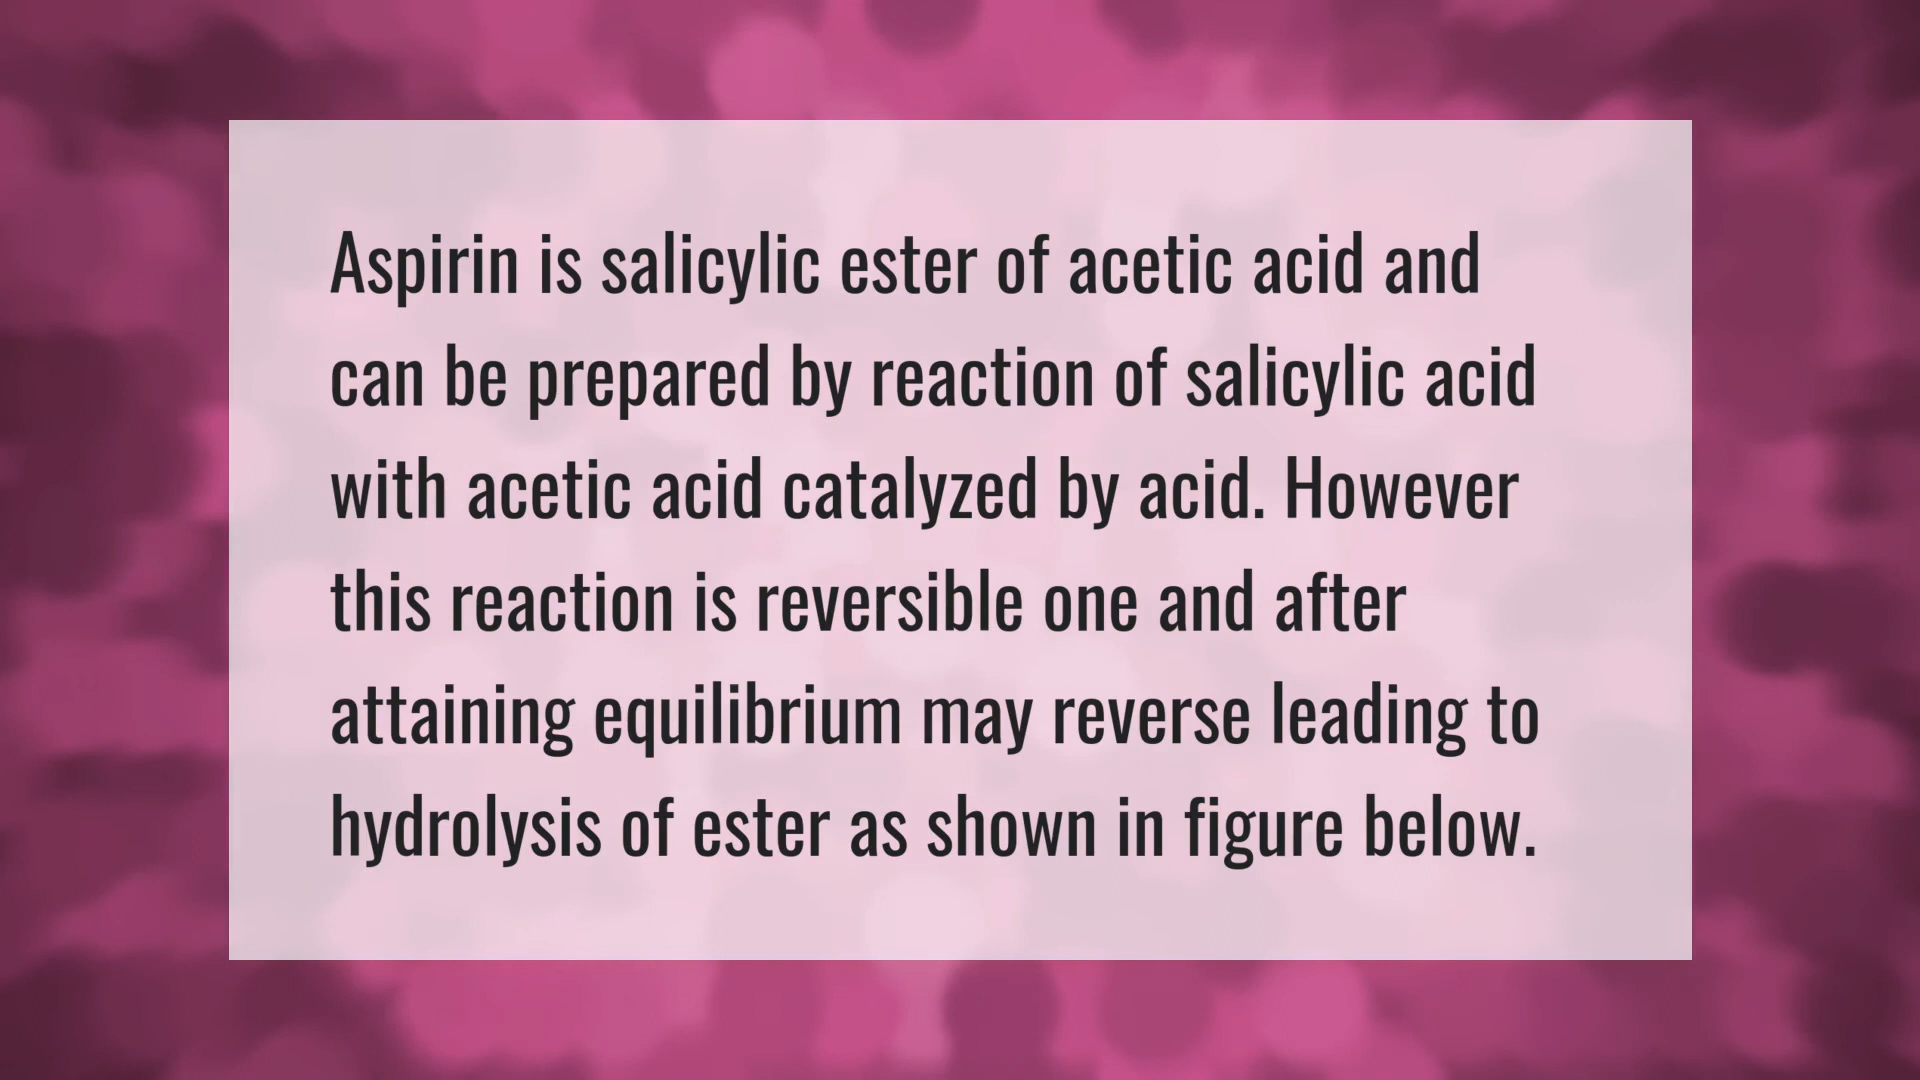 Aspirin is salicylic ester of acetic acid and
can be prepared by reaction of salicylic acid
with acetic acid catalyzed by acid. However
this reaction is reversible one and after
attaining equilibrium may reverse leading to
hydrolysis of ester as shown in figure below.